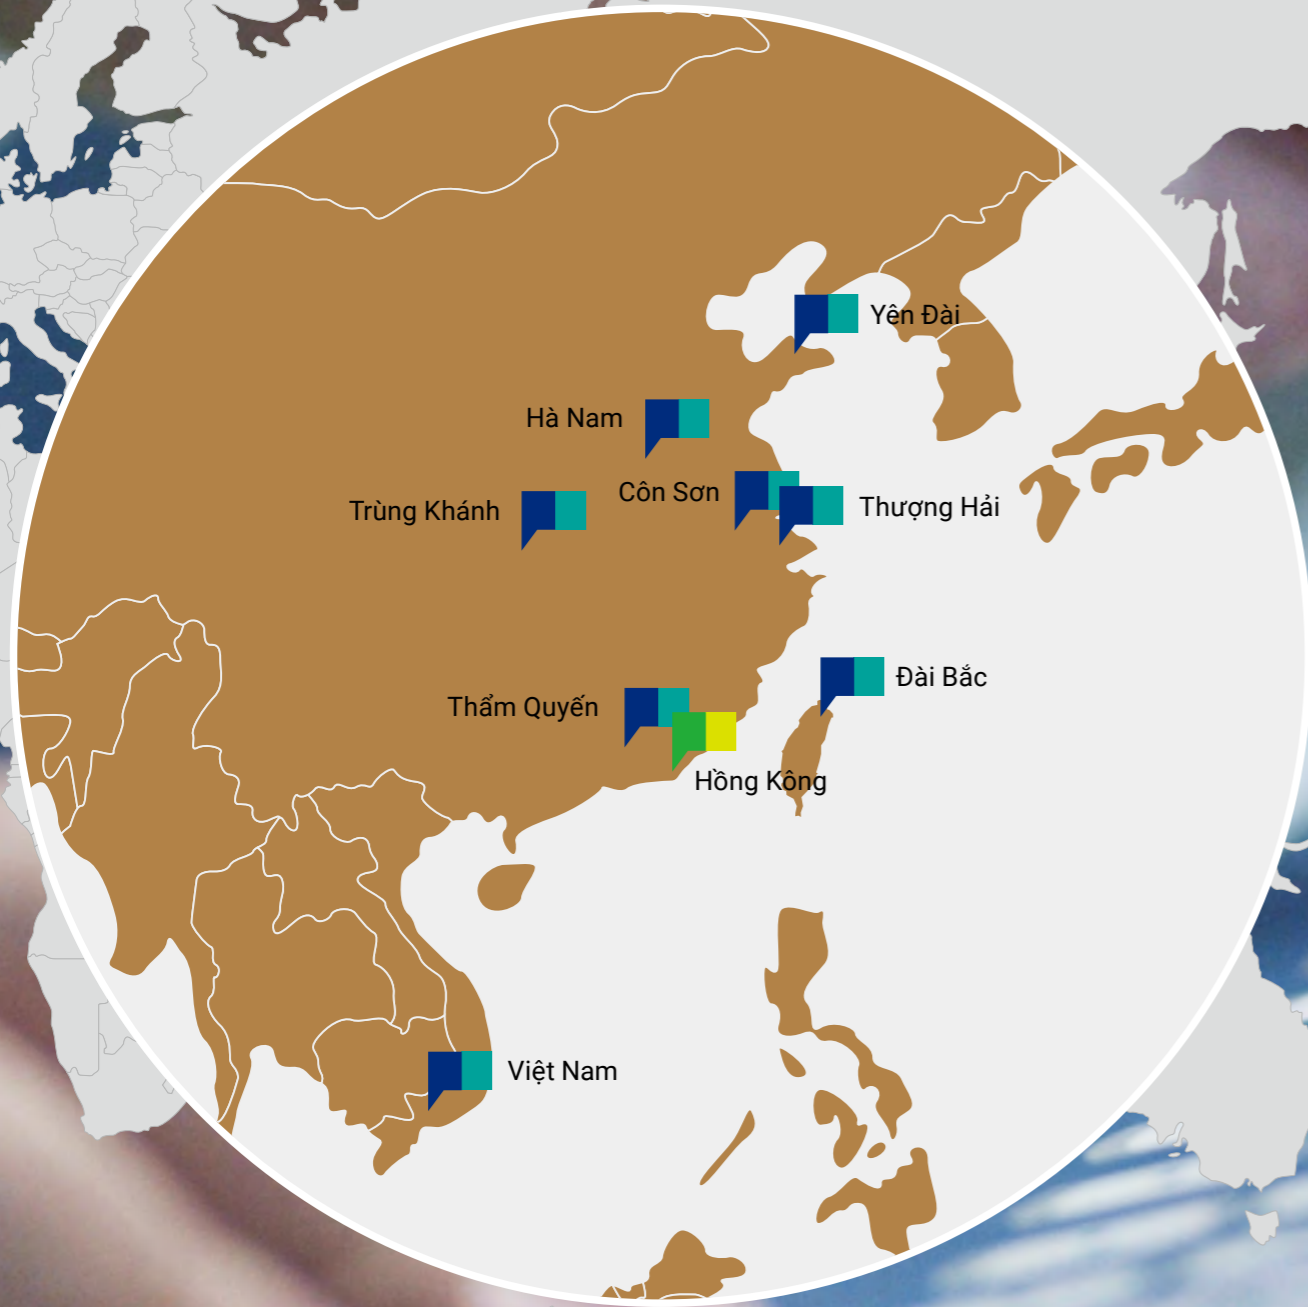 Yên Đài
Hà Nam
Côn Sơn
Thượng Hải
Trùng Khánh
Đài Bắc
Thẩm Quyến
Hồng Kông
Việt Nam